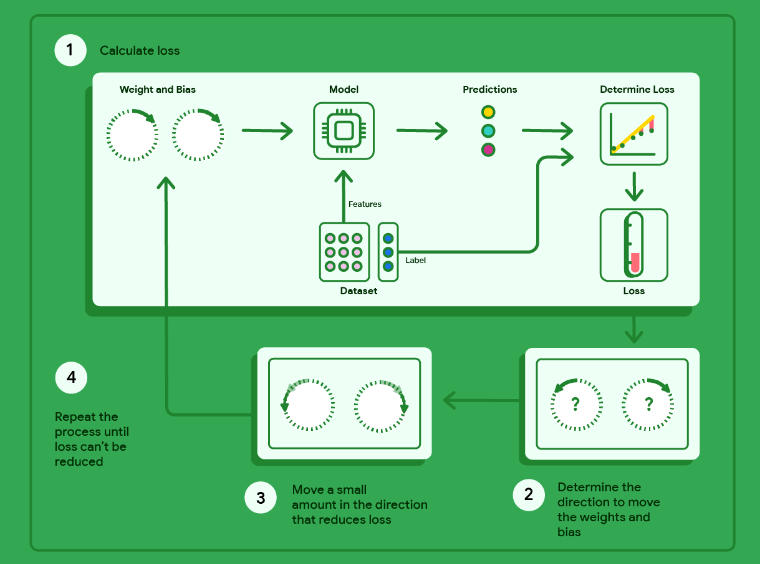 1
Calculate loss
Weight and Bias
Model
Predictions
Determine Loss
Features
Label
Dataset
Loss
4
Repeat the
process until
loss can't be
reduced
3
Move a small
amount in the direction
that reduces loss
? ?
2
Determine the
direction to move
the weights and
bias